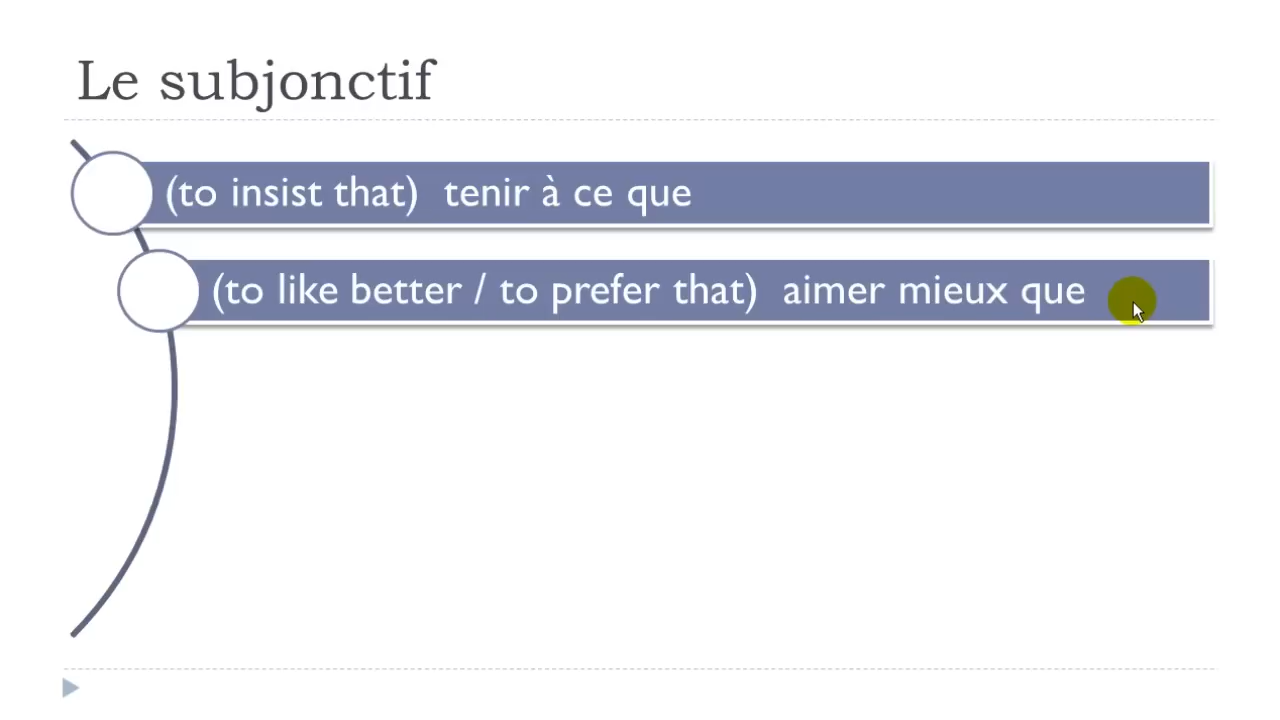 Le subjonctif
(to insist that) tenir à ce que
(to like better / to prefer that) aimer mieux que